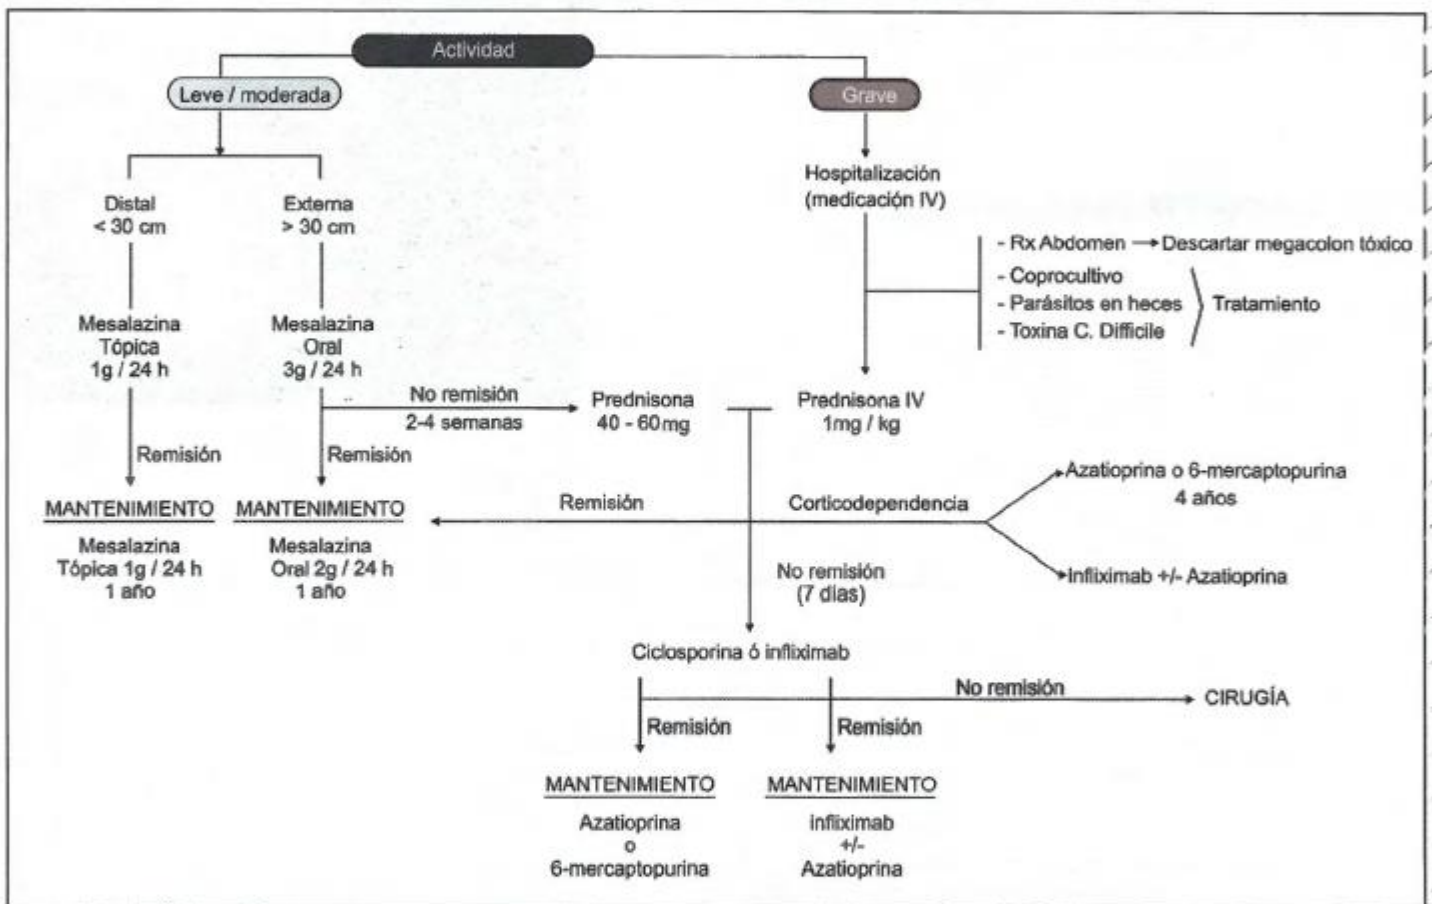 Actividad
Leve / moderada
Grave
Hospitalización
(medicación IV)
Distal
< 30 cm
Externa
> 30 cm
- Rx Abdomen → Descartar megacolon tóxico
- Coprocultivo
- Parásitos en heces
- Toxina C. Difficile
Tratamiento
Mesalazina
Tópica
1g / 24 h
Mesalazina
Oral
3g / 24 h
No remisión
2-4 semanas
Prednisona
40 - 60mg
Prednisona IV
1mg / kg
Remisión
Remisión
MANTENIMIENTO
Mesalazina
Tópica 1g / 24 h
1 año
MANTENIMIENTO
Mesalazina
Oral 2g / 24 h
1 año
Remisión
Corticodependencia
Azatioprina o 6-mercaptopurina
4 años
Infliximab +/- Azatioprina
No remisión
(7 días)
Ciclosporina ó infliximab
No remisión
CIRUGÍA
Remisión
Remisión
MANTENIMIENTO
Azatioprina
o
6-mercaptopurina
MANTENIMIENTO
infliximab
+/-
Azatioprina